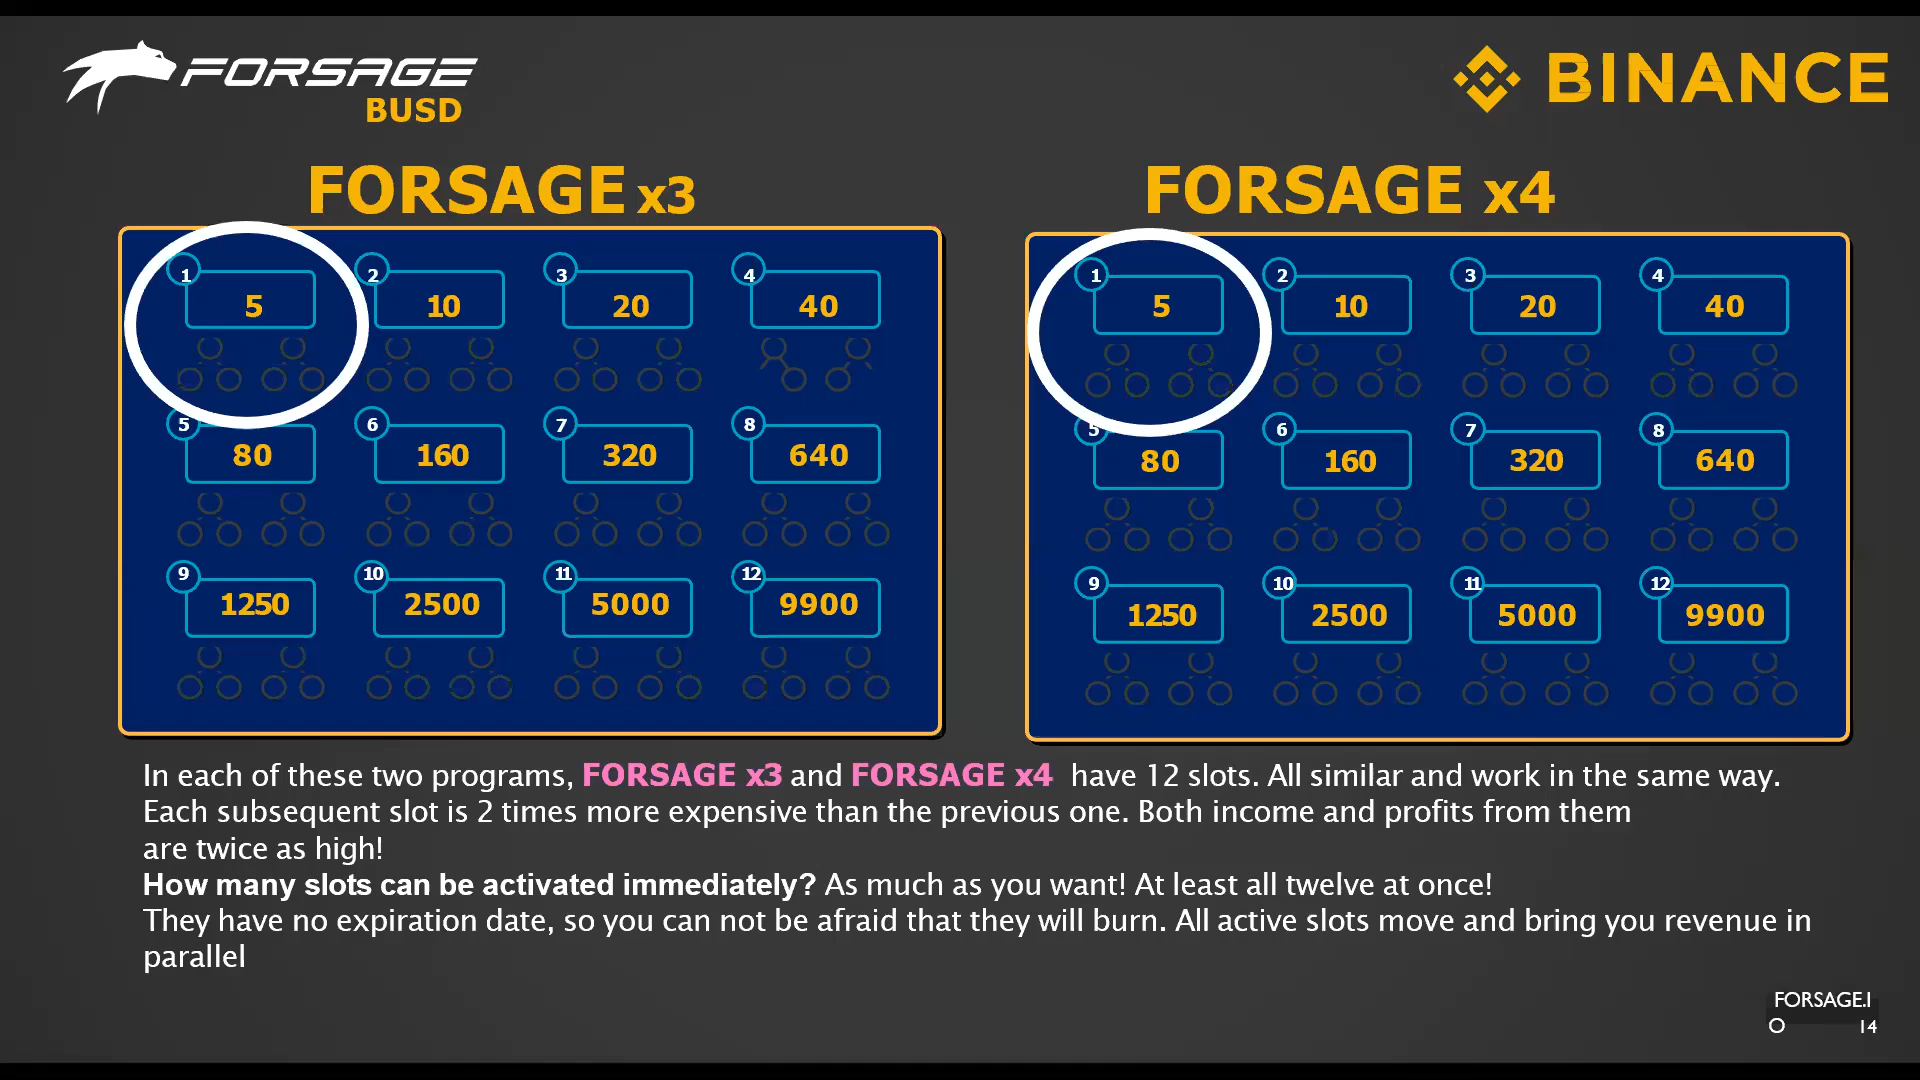 FORSAGE
BUSD
BINANCE
FORSAGE x3
1 2 3 4
5 10 20 40
5 6 7 8
80 160 320 640
9 10 11 12
1250 2500 5000 9900
FORSAGE x4
1 2 3 4
5 10 20 40
5 6 7 8
80 160 320 640
9 10 11 12
1250 2500 5000 9900
In each of these two programs, FORSAGE x3 and FORSAGE x4 have 12 slots. All similar and work in the same way.
Each subsequent slot is 2 times more expensive than the previous one. Both income and profits from them
are twice as high!
How many slots can be activated immediately? As much as you want! At least all twelve at once!
They have no expiration date, so you can not be afraid that they will burn. All active slots move and bring you revenue in
parallel
FORSAGE.I
O 14